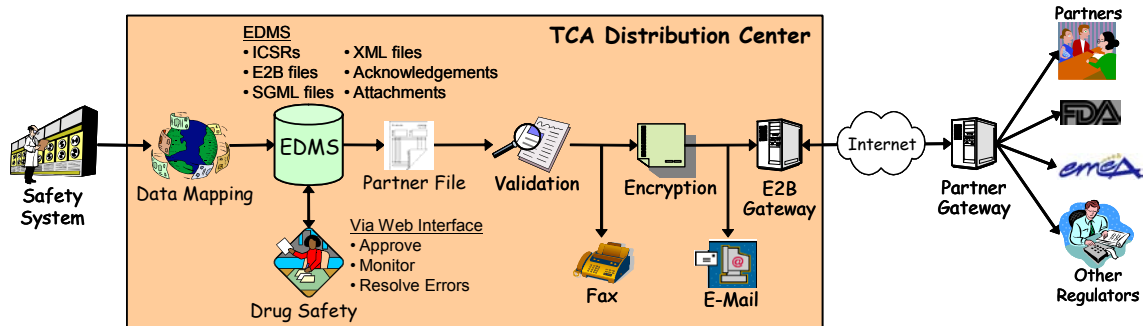 TCA Distribution Center
EDMS
• ICSRs
• E2B files
• SGML files
• XML files
• Acknowledgements
• Attachments
Safety
System
Data Mapping
EDMS
Partner File
Validation
Encryption
E2B
Gateway
Internet
Partner
Gateway
Partners
FDA
emeA
Other
Regulators
Drug Safety
Via Web Interface
• Approve
• Monitor
• Resolve Errors
Fax
@
E-Mail